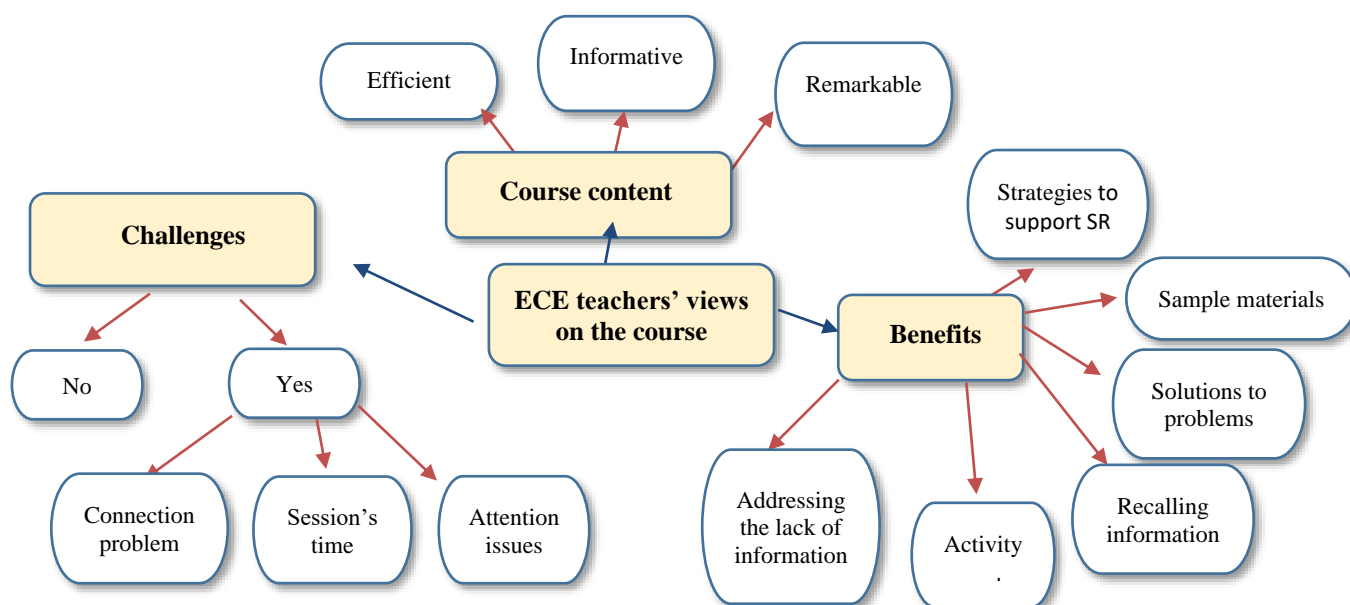 Efficient
Informative
Remarkable
Course content
Challenges
Strategies to
support SR
ECE teachers’ views
on the course
Sample materials
Benefits
No
Yes
Solutions to
problems
Connection
problem
Session’s
time
Attention
issues
Addressing
the lack of
information
Activity
Recalling
information